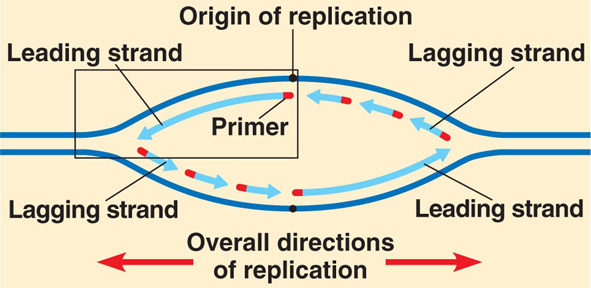 Origin of replication
Leading strand
Lagging strand
Primer
Lagging strand
Leading strand
Overall directions
of replication